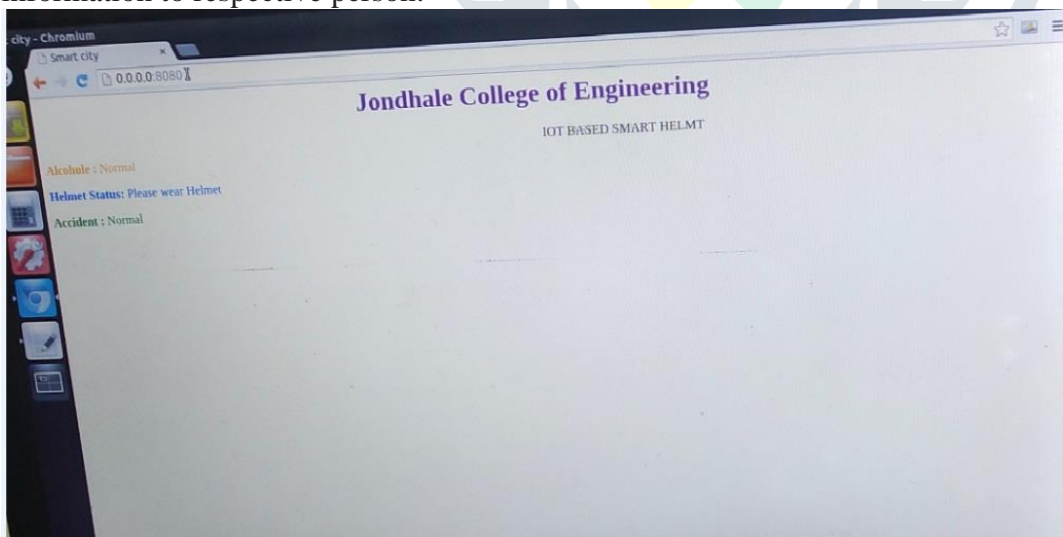 information to respective person.
city - Chromium
Smart city
0.0.0.0:8080
Jondhale College of Engineering
IOT BASED SMART HELMT
Alcohole : Normal
Helmet Status: Please wear Helmet
Accident : Normal